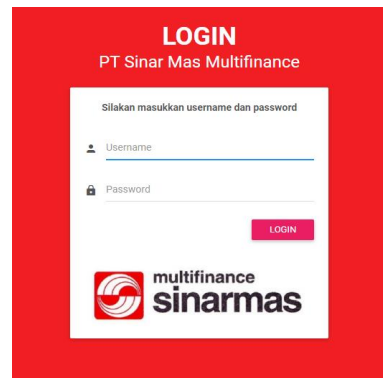 LOGIN
PT Sinar Mas Multifinance
Silakan masukkan username dan password
Username
Password
LOGIN
multifinance
sinarmas